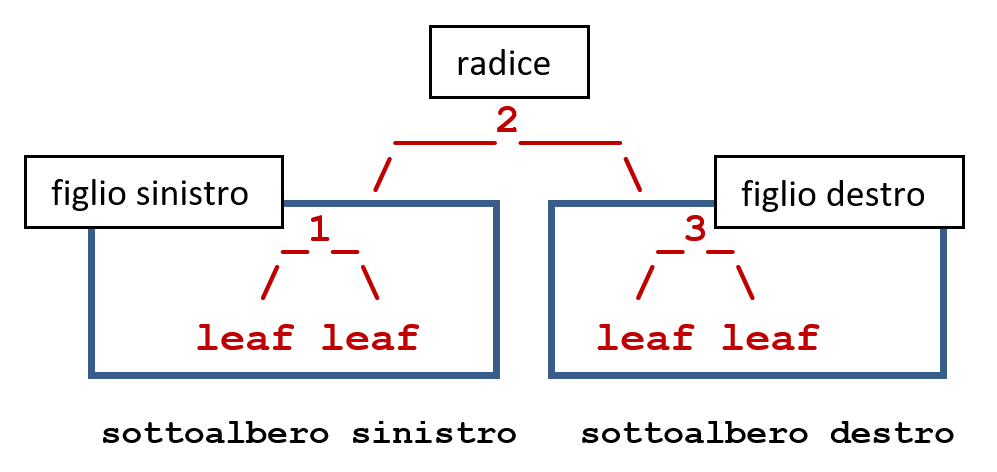 radice
2
figlio sinistro
figlio destro
1
3
leaf leaf
leaf leaf
sottoalbero sinistro
sottoalbero destro